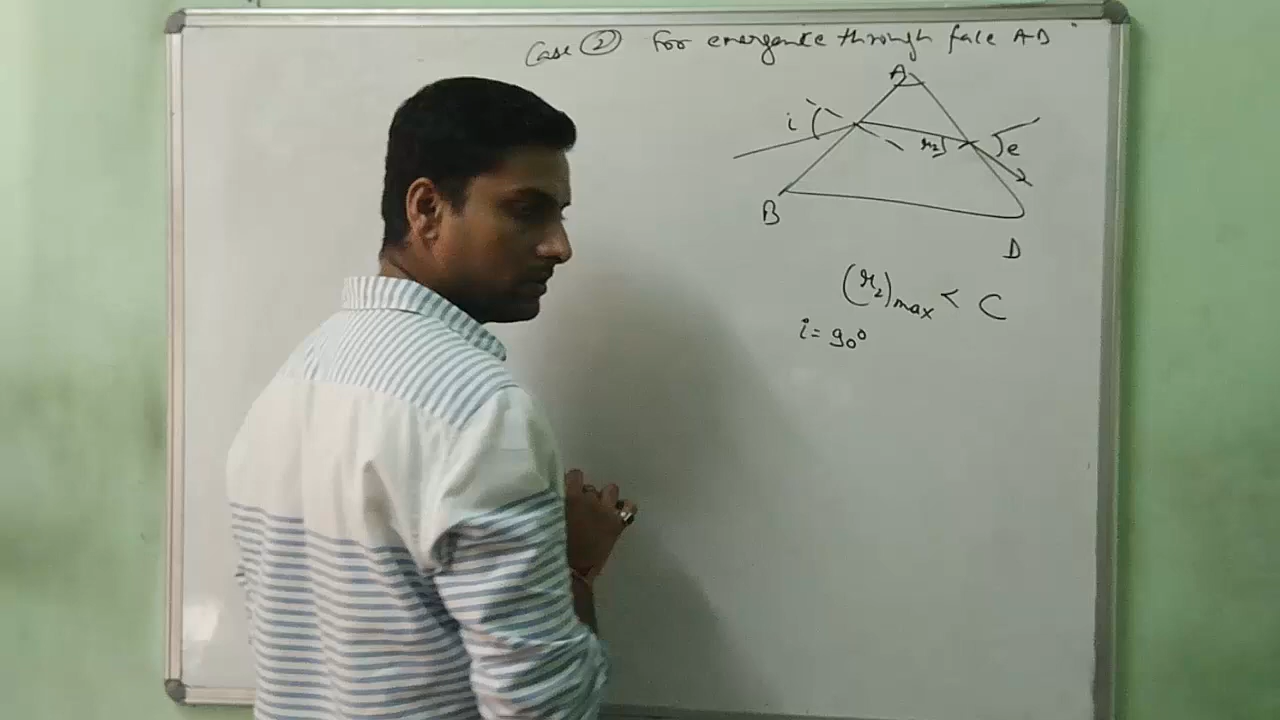 Case ② For emergence through face AD
A
i
r₂
e
B
D
(r₂)max < C
i = 90°